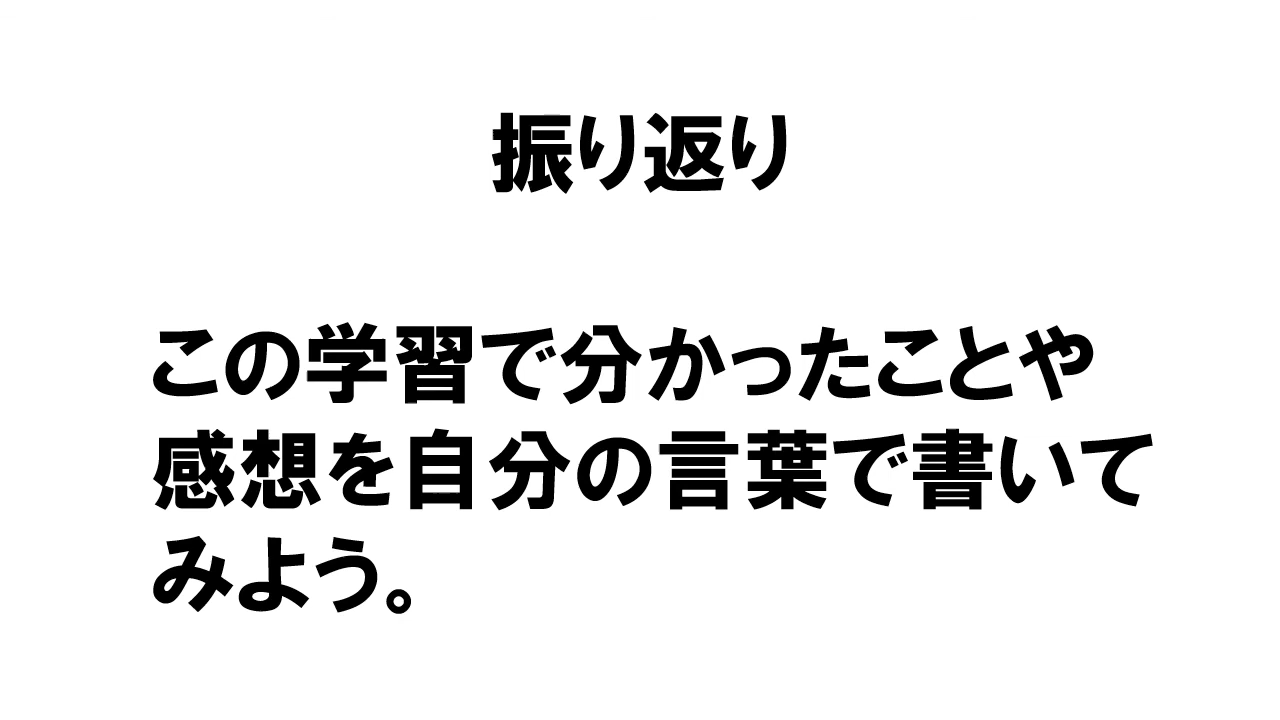 振り返り
この学習で分かったことや
感想を自分の言葉で書いて
みよう。